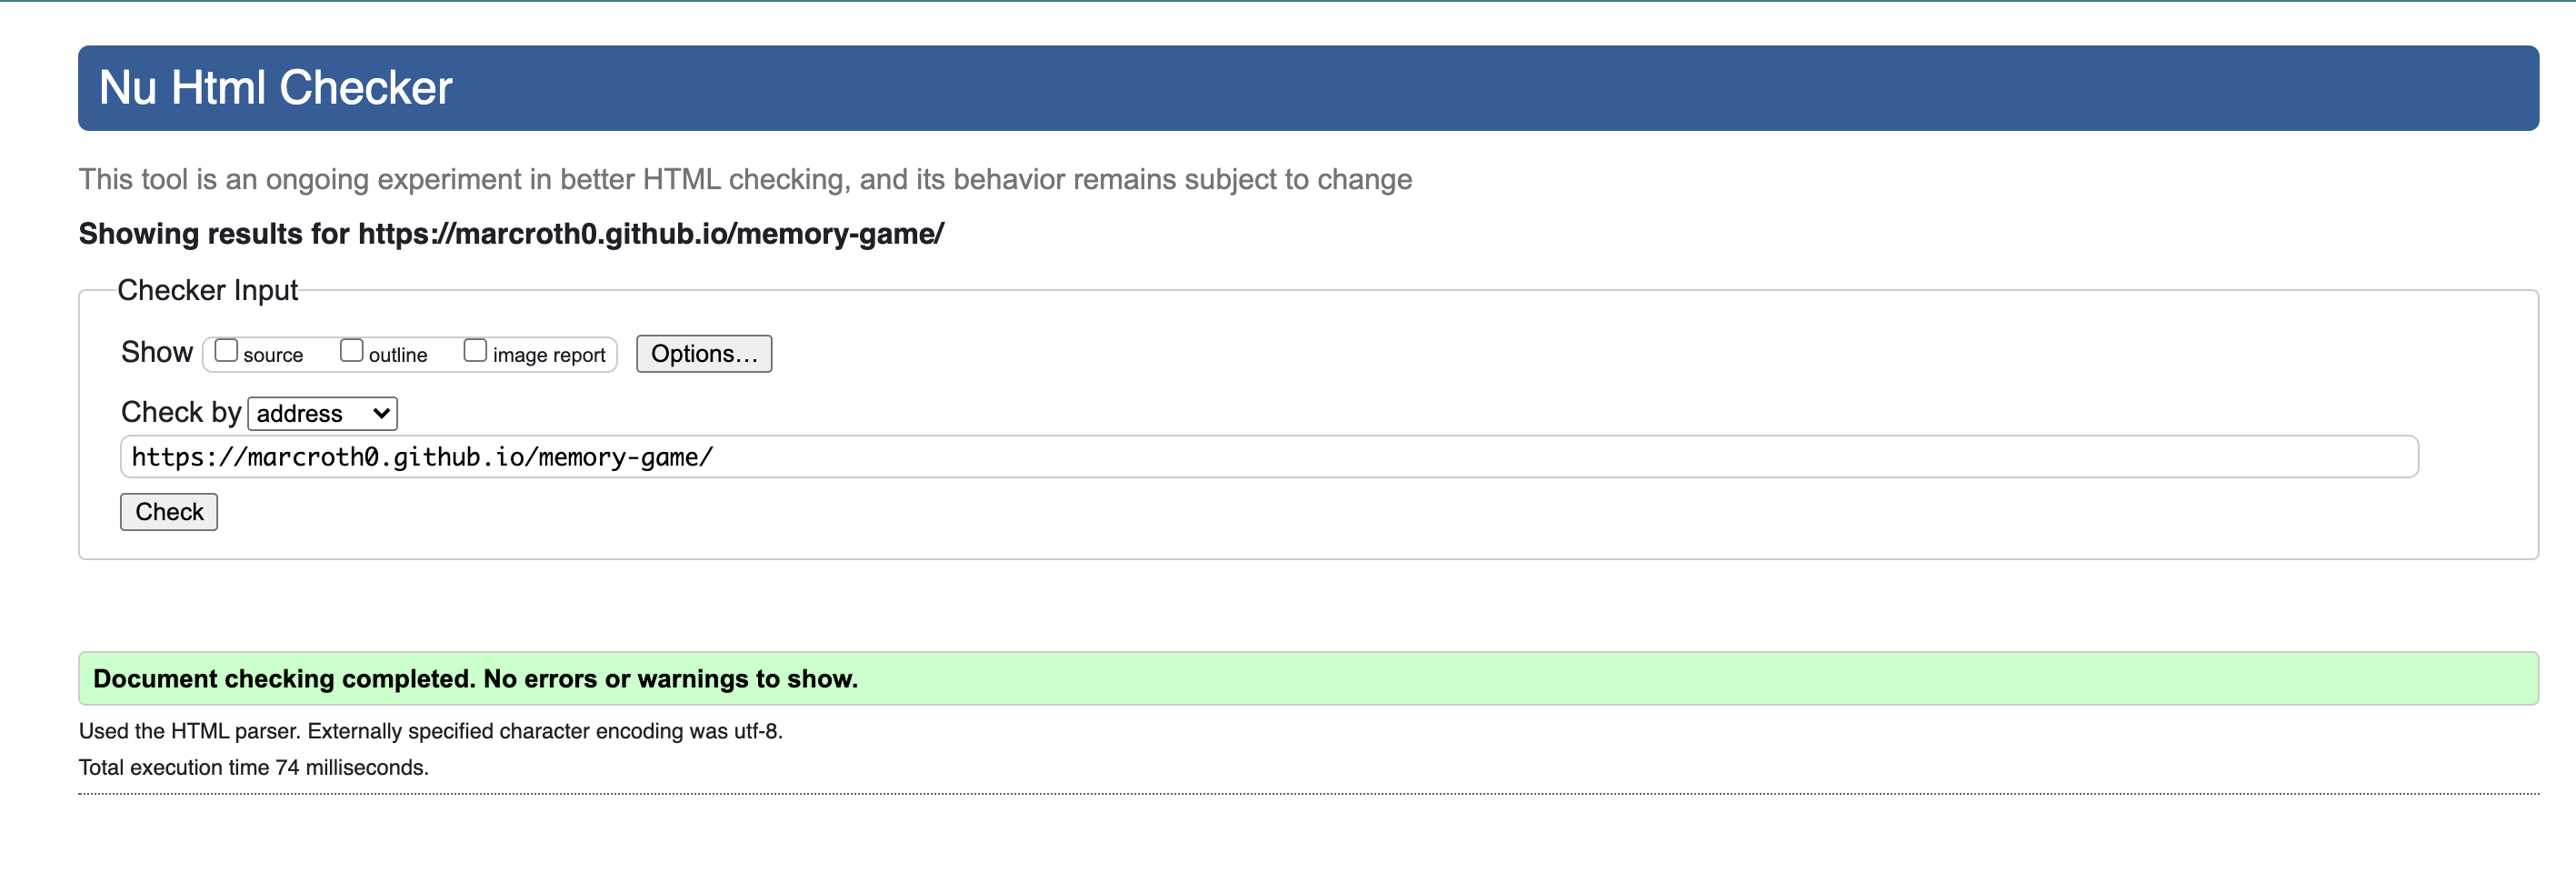 Nu Html Checker
This tool is an ongoing experiment in better HTML checking, and its behavior remains subject to change
Showing results for https://marcroth0.github.io/memory-game/
Checker Input
Show source outline image report Options...
Check by address
https://marcroth0.github.io/memory-game/
Check
Document checking completed. No errors or warnings to show.
Used the HTML parser. Externally specified character encoding was utf-8.
Total execution time 74 milliseconds.